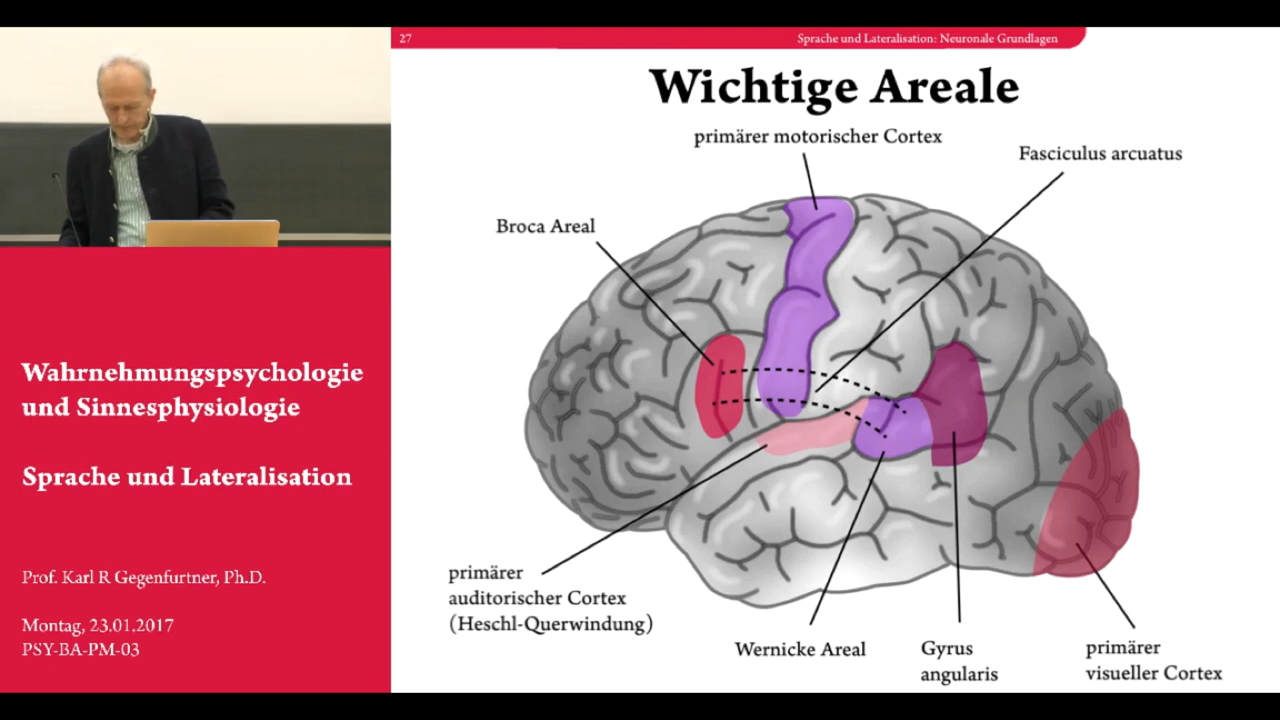 27
Sprache und Lateralisation: Neuronale Grundlagen
Wichtige Areale
primärer motorischer Cortex
Fasciculus arcuatus
Broca Areal
primärer
auditorischer Cortex
(Heschl-Querwindung)
Wernicke Areal
Gyrus
angularis
primärer
visueller Cortex
Wahrnehmungspsychologie
und Sinnesphysiologie
Sprache und Lateralisation
Prof. Karl R Gegenfurtner, Ph.D.
Montag, 23.01.2017
PSY-BA-PM-03